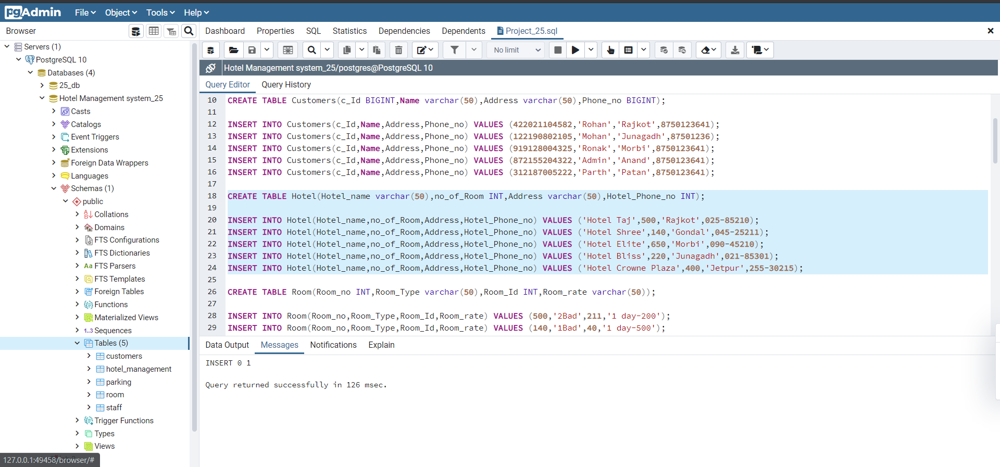 pgAdmin File Object Tools Help
Browser
Dashboard Properties SQL Statistics Dependencies Dependents Project_25.sql
Servers (1)
PostgreSQL 10
Databases (4)
25_db
Hotel Management system_25
Casts
Catalogs
Event Triggers
Extensions
Foreign Data Wrappers
Languages
Schemas (1)
public
Collations
Domains
FTS Configurations
FTS Dictionaries
Aa FTS Parsers
FTS Templates
Foreign Tables
Functions
Materialized Views
1..3 Sequences
Tables (5)
customers
hotel_management
parking
room
staff
Trigger Functions
Types
Views
127.0.0.1:49458/browser/#
No limit
Hotel Management system_25/postgres@PostgreSQL 10
Query Editor Query History
10 CREATE TABLE Customers(c_Id BIGINT,Name varchar(50),Address varchar(50),Phone_no BIGINT);
11
12 INSERT INTO Customers(c_Id,Name,Address,Phone_no) VALUES (422021104582,'Rohan','Rajkot',8750123641);
13 INSERT INTO Customers(c_Id,Name,Address,Phone_no) VALUES (122190802105,'Mohan','Junagadh',87501236);
14 INSERT INTO Customers(c_Id,Name,Address,Phone_no) VALUES (919128004325,'Ronak','Morbi',8750123641);
15 INSERT INTO Customers(c_Id,Name,Address,Phone_no) VALUES (872155204322,'Admin','Anand',8750123641);
16 INSERT INTO Customers(c_Id,Name,Address,Phone_no) VALUES (312187005222,'Parth','Patan',8750123641);
17
18 CREATE TABLE Hotel(Hotel_name varchar(50),no_of_Room INT,Address varchar(50),Hotel_Phone_no INT);
19
20 INSERT INTO Hotel(Hotel_name,no_of_Room,Address,Hotel_Phone_no) VALUES ('Hotel Taj',500,'Rajkot',025-85210);
21 INSERT INTO Hotel(Hotel_name,no_of_Room,Address,Hotel_Phone_no) VALUES ('Hotel Shree',140,'Gondal',045-25211);
22 INSERT INTO Hotel(Hotel_name,no_of_Room,Address,Hotel_Phone_no) VALUES ('Hotel Elite',650,'Morbi',090-45210);
23 INSERT INTO Hotel(Hotel_name,no_of_Room,Address,Hotel_Phone_no) VALUES ('Hotel Bliss',220,'Junagadh',021-85301);
24 INSERT INTO Hotel(Hotel_name,no_of_Room,Address,Hotel_Phone_no) VALUES ('Hotel Crowne Plaza',400,'Jetpur',255-30215);
25
26 CREATE TABLE Room(Room_no INT,Room_Type varchar(50),Room_Id INT,Room_rate varchar(50));
27
28 INSERT INTO Room(Room_no,Room_Type,Room_Id,Room_rate) VALUES (500,'2Bad',211,'1 day-200');
29 INSERT INTO Room(Room_no,Room_Type,Room_Id,Room_rate) VALUES (140,'1Bad',40,'1 day-500');
Data Output Messages Notifications Explain
INSERT 0 1
Query returned successfully in 126 msec.